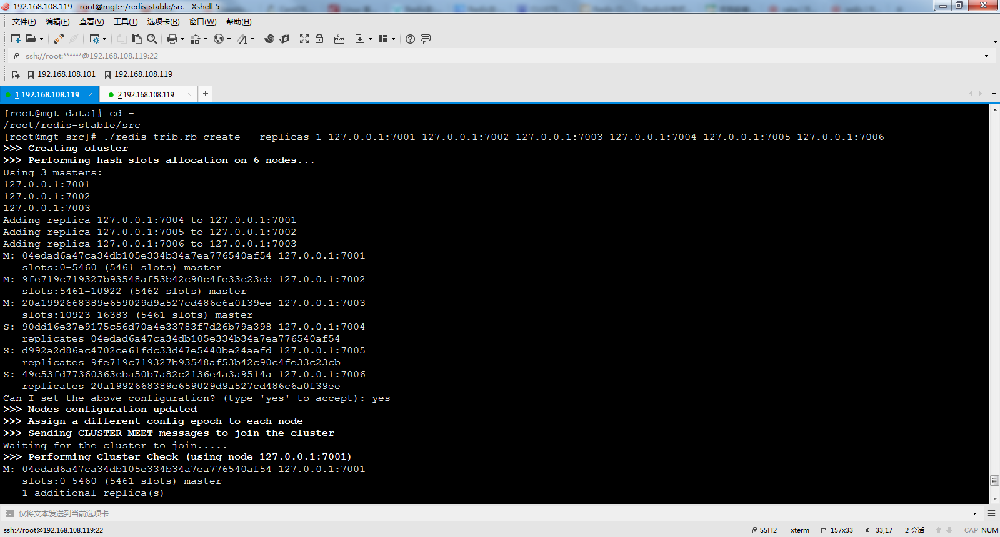 192.168.108.119 - root@mgt:~/redis-stable/src - Xshell 5
文件(F) 编辑(E) 查看(V) 工具(T) 选项卡(B) 窗口(W) 帮助(H)
ssh://root:******@192.168.108.119:22
192.168.108.101 192.168.108.119
1 192.168.108.119 × 2 192.168.108.119 × +
[root@mgt data]# cd -
/root/redis-stable/src
[root@mgt src]# ./redis-trib.rb create --replicas 1 127.0.0.1:7001 127.0.0.1:7002 127.0.0.1:7003 127.0.0.1:7004 127.0.0.1:7005 127.0.0.1:7006
>>> Creating cluster
>>> Performing hash slots allocation on 6 nodes...
Using 3 masters:
127.0.0.1:7001
127.0.0.1:7002
127.0.0.1:7003
Adding replica 127.0.0.1:7004 to 127.0.0.1:7001
Adding replica 127.0.0.1:7005 to 127.0.0.1:7002
Adding replica 127.0.0.1:7006 to 127.0.0.1:7003
M: 04edad6a47ca34db105e334b34a7ea776540af54 127.0.0.1:7001
   slots:0-5460 (5461 slots) master
M: 9fe719c719327b93548af53b42c90c4fe33c23cb 127.0.0.1:7002
   slots:5461-10922 (5462 slots) master
M: 20a1992668389e659029d9a527cd486c6a0f39ee 127.0.0.1:7003
   slots:10923-16383 (5461 slots) master
S: 90dd16e37e9175c56d70a4e33783f7d26b79a398 127.0.0.1:7004
   replicates 04edad6a47ca34db105e334b34a7ea776540af54
S: d992a2d86ac4702ce61fdc33d47e5440be24aefd 127.0.0.1:7005
   replicates 9fe719c719327b93548af53b42c90c4fe33c23cb
S: 49c53fd77360363cba50b7a82c2136e4a3a9514a 127.0.0.1:7006
   replicates 20a1992668389e659029d9a527cd486c6a0f39ee
Can I set the above configuration? (type 'yes' to accept): yes
>>> Nodes configuration updated
>>> Assign a different config epoch to each node
>>> Sending CLUSTER MEET messages to join the cluster
Waiting for the cluster to join.....
>>> Performing Cluster Check (using node 127.0.0.1:7001)
M: 04edad6a47ca34db105e334b34a7ea776540af54 127.0.0.1:7001
   slots:0-5460 (5461 slots) master
   1 additional replica(s)
仅将文本发送到当前选项卡
ssh://root@192.168.108.119:22 SSH2 xterm 157x33 33,17 2 会话 CAP NUM